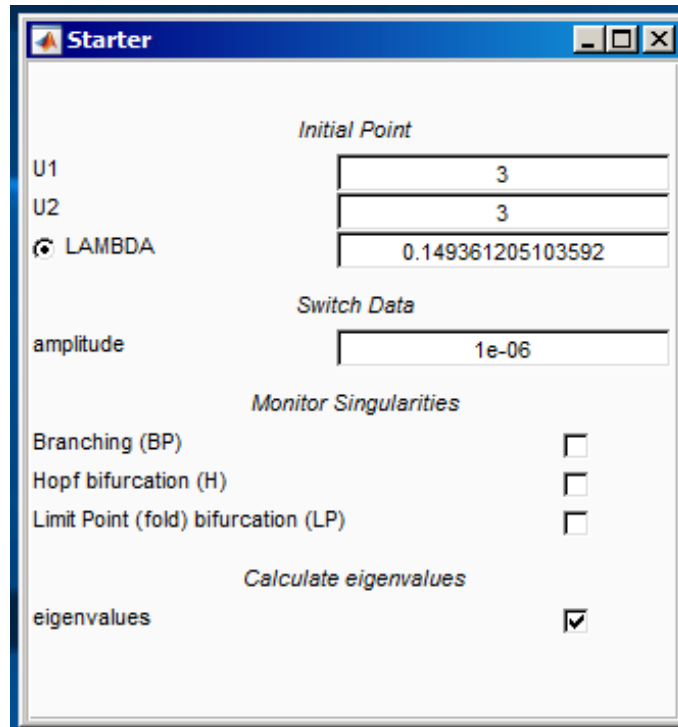 Starter
Initial Point
U1 3
U2 3
LAMBDA 0.149361205103592
Switch Data
amplitude 1e-06
Monitor Singularities
Branching (BP)
Hopf bifurcation (H)
Limit Point (fold) bifurcation (LP)
Calculate eigenvalues
eigenvalues